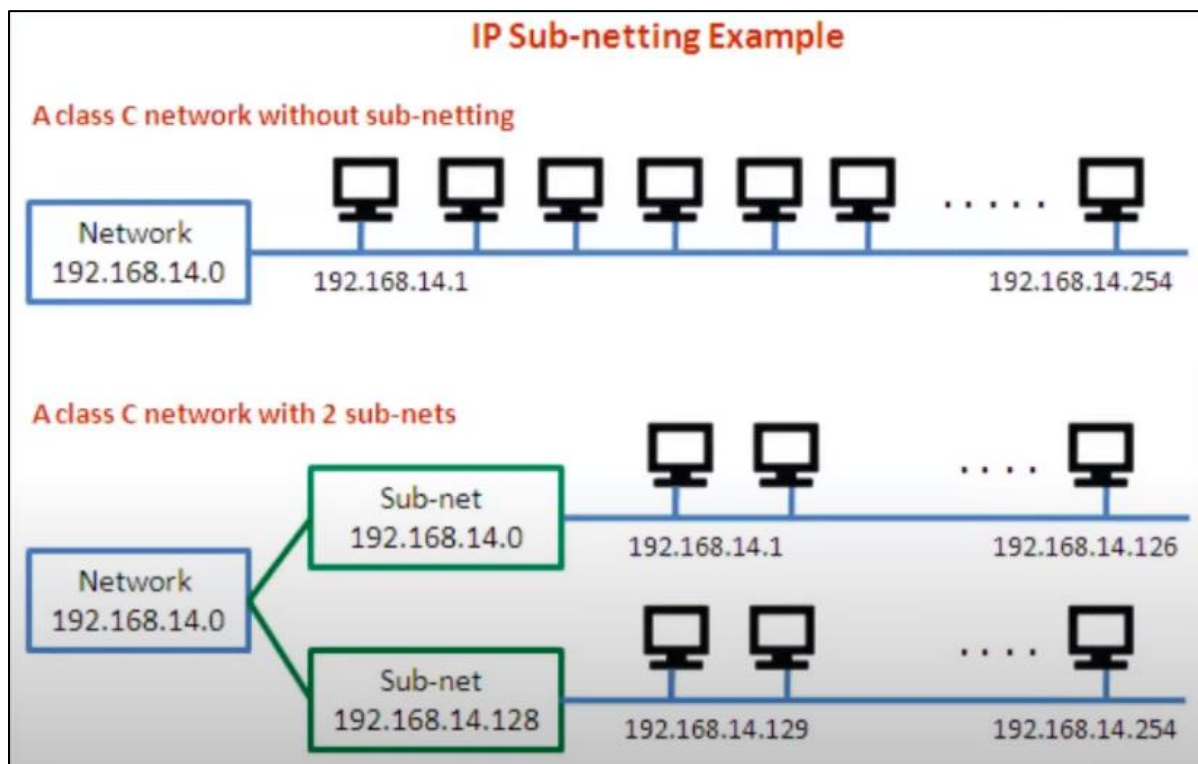 IP Sub-netting Example
A class C network without sub-netting
Network
192.168.14.0
192.168.14.1
192.168.14.254
A class C network with 2 sub-nets
Sub-net
192.168.14.0
192.168.14.1
192.168.14.126
Network
192.168.14.0
Sub-net
192.168.14.128
192.168.14.129
192.168.14.254